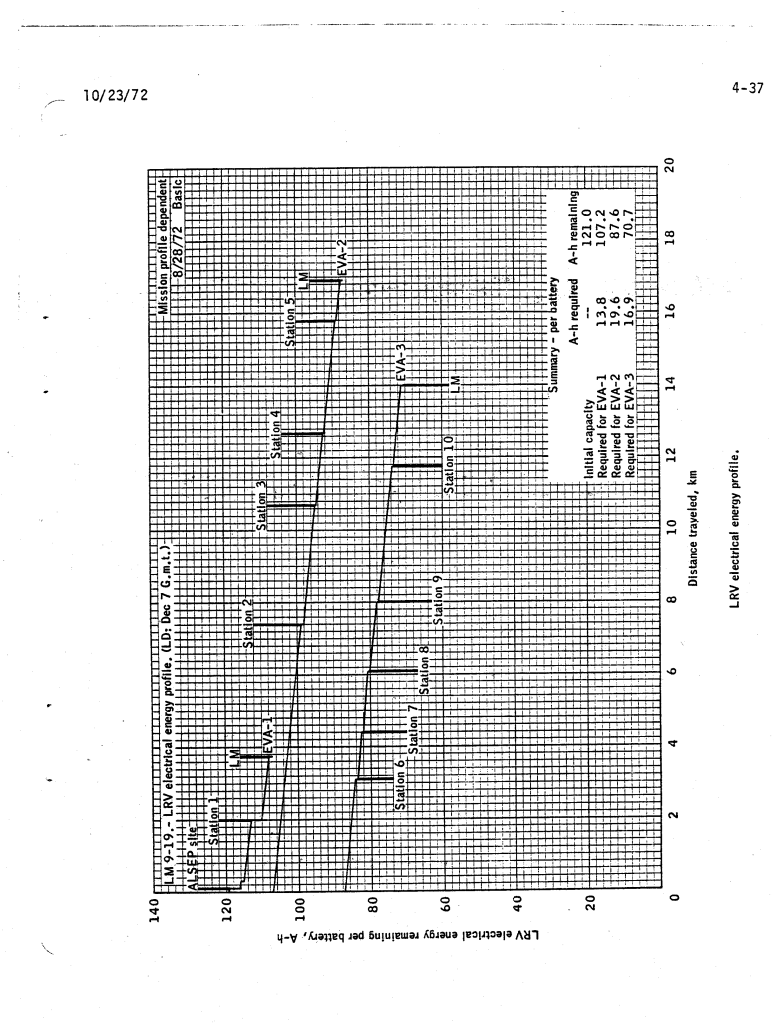 10/23/72
4-37
LM 9-19.- LRV electrical energy profile. (LD: Dec 7 G.m.t.)
Mission profile dependent
8/28/72 Basic
ALSEP site
Station 1
LM
EVA-1
Station 2
Station 3
Station 4
Station 5
LM
EVA-2
Station 6
Station 7
Station 8
Station 9
Station 10
EVA-3
LM
Summary - per battery
A-h required A-h remaining
Initial capacity -- 121.0
Required for EVA-1 13.8 107.2
Required for EVA-2 19.6 87.6
Required for EVA-3 16.9 70.7
140
120
100
80
60
40
20
0
LRV electrical energy remaining per battery, A-h
0 2 4 6 8 10 12 14 16 18 20
Distance traveled, km
LRV electrical energy profile.